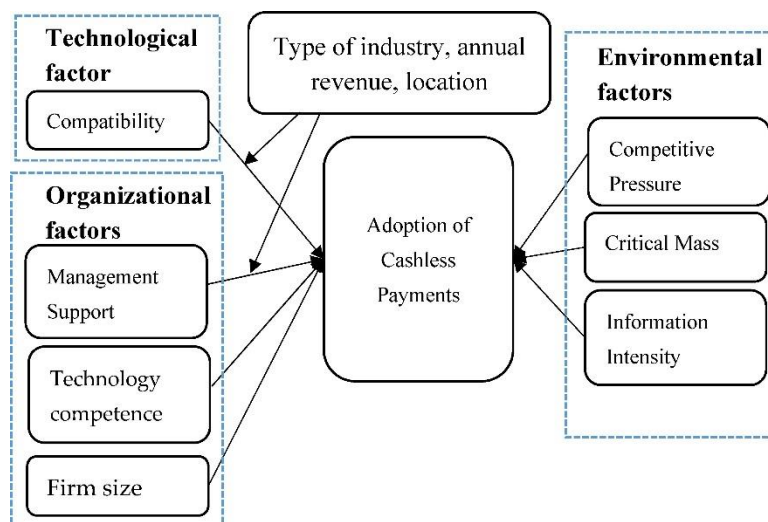 Technological
factor
Compatibility
Type of industry, annual
revenue, location
Organizational
factors
Management
Support
Technology
competence
Firm size
Adoption of
Cashless
Payments
Environmental
factors
Competitive
Pressure
Critical Mass
Information
Intensity